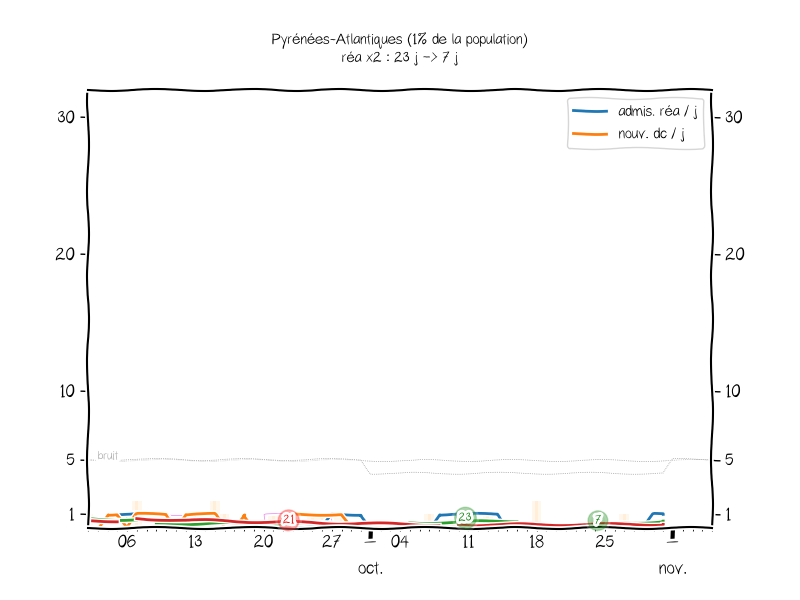 Pyrénées-Atlantiques (1% de la population)
réa x2 : 23 j -> 7 j
admis. réa / j
nouv. dc / j
30
30
20
20
10
10
5
bruit
5
1
21
23
7
1
06 13 20 27 04 11 18 25
oct. nov.